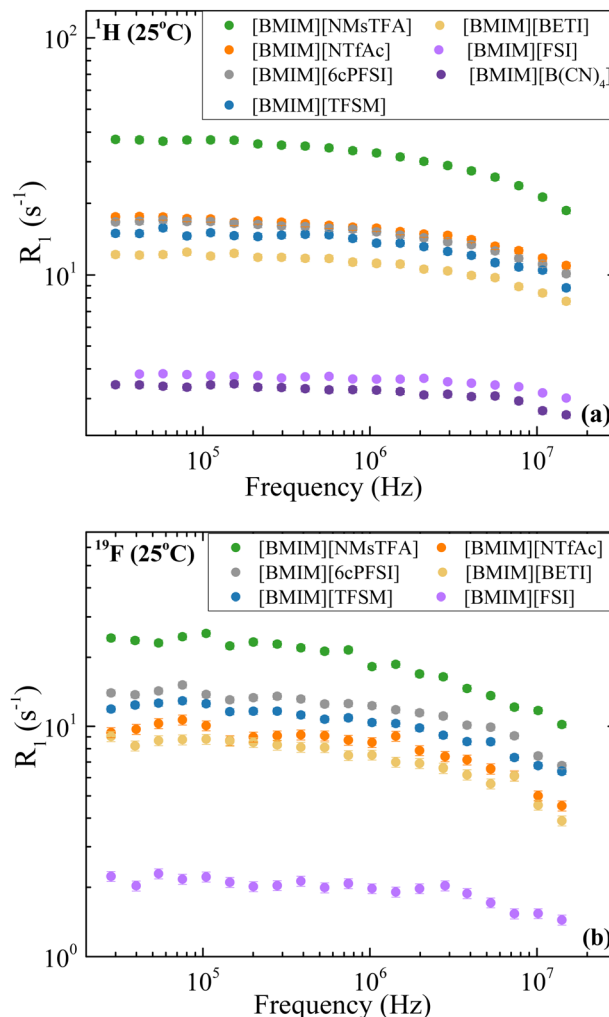 10²
¹H (25°C)
[BMIM][NMsTFA] [BMIM][BETI]
[BMIM][NTfAc] [BMIM][FSI]
[BMIM][6cPFSI] [BMIM][B(CN)₄]
[BMIM][TFSM]
R₁ (s⁻¹)
10¹
(a)
10⁵ 10⁶ 10⁷
Frequency (Hz)
¹⁹F (25°C)
[BMIM][NMsTFA] [BMIM][NTfAc]
[BMIM][6cPFSI] [BMIM][BETI]
[BMIM][TFSM] [BMIM][FSI]
R₁ (s⁻¹)
10¹
(b)
10⁰
10⁵ 10⁶ 10⁷
Frequency (Hz)